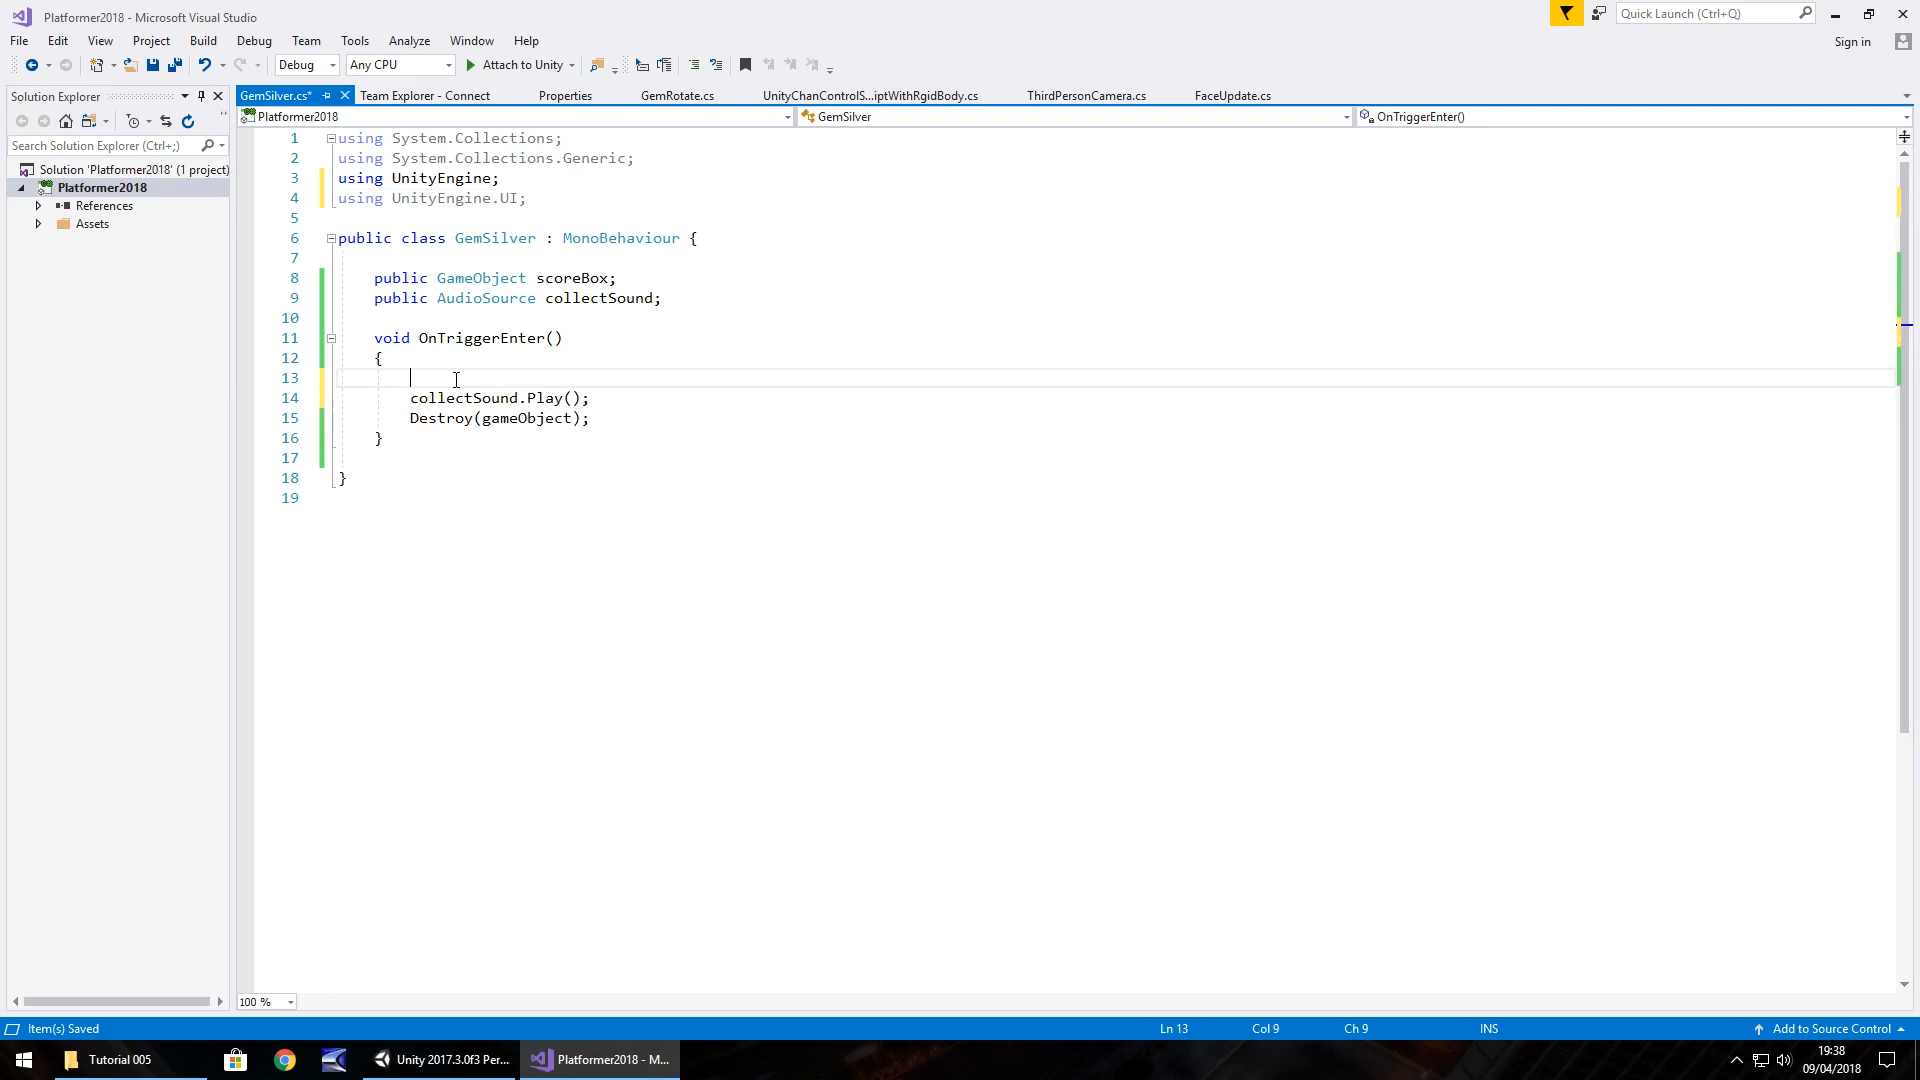 Platformer2018 - Microsoft Visual Studio
Quick Launch (Ctrl+Q)
File Edit View Project Build Debug Team Tools Analyze Window Help
Sign in
Debug Any CPU Attach to Unity
Solution Explorer
GemSilver.cs* Team Explorer - Connect Properties GemRotate.cs UnityChanControlS...iptWithRgidBody.cs ThirdPersonCamera.cs FaceUpdate.cs
Platformer2018 GemSilver OnTriggerEnter()
Search Solution Explorer (Ctrl+;)
Solution 'Platformer2018' (1 project)
Platformer2018
References
Assets
1 using System.Collections;
2 using System.Collections.Generic;
3 using UnityEngine;
4 using UnityEngine.UI;
5
6 public class GemSilver : MonoBehaviour {
7
8 public GameObject scoreBox;
9 public AudioSource collectSound;
10
11 void OnTriggerEnter()
12 {
13
14 collectSound.Play();
15 Destroy(gameObject);
16 }
17
18 }
19
100 %
Item(s) Saved Ln 13 Col 9 Ch 9 INS Add to Source Control
Tutorial 005 Unity 2017.3.0f3 Per... Platformer2018 - M...
19:38
09/04/2018